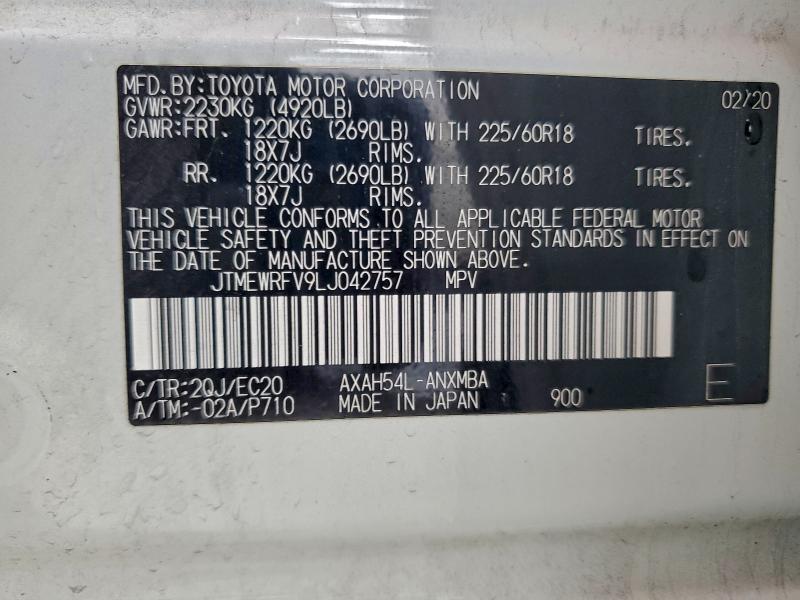 MFD. BY:TOYOTA MOTOR CORPORATION 02/20
GVWR:2230KG (4920LB)
GAWR:FRT. 1220KG (2690LB) WITH 225/60R18 TIRES.
18X7J RIMS.
RR. 1220KG (2690LB) WITH 225/60R18 TIRES.
18X7J RIMS.
THIS VEHICLE CONFORMS TO ALL APPLICABLE FEDERAL MOTOR
VEHICLE SAFETY AND THEFT PREVENTION STANDARDS IN EFFECT ON
THE DATE OF MANUFACTURE SHOWN ABOVE.
JTMEWRFV9LJ042757 MPV
C/TR:2QJ/EC20 AXAH54L-ANXMBA E
A/TM:-02A/P710 MADE IN JAPAN 900